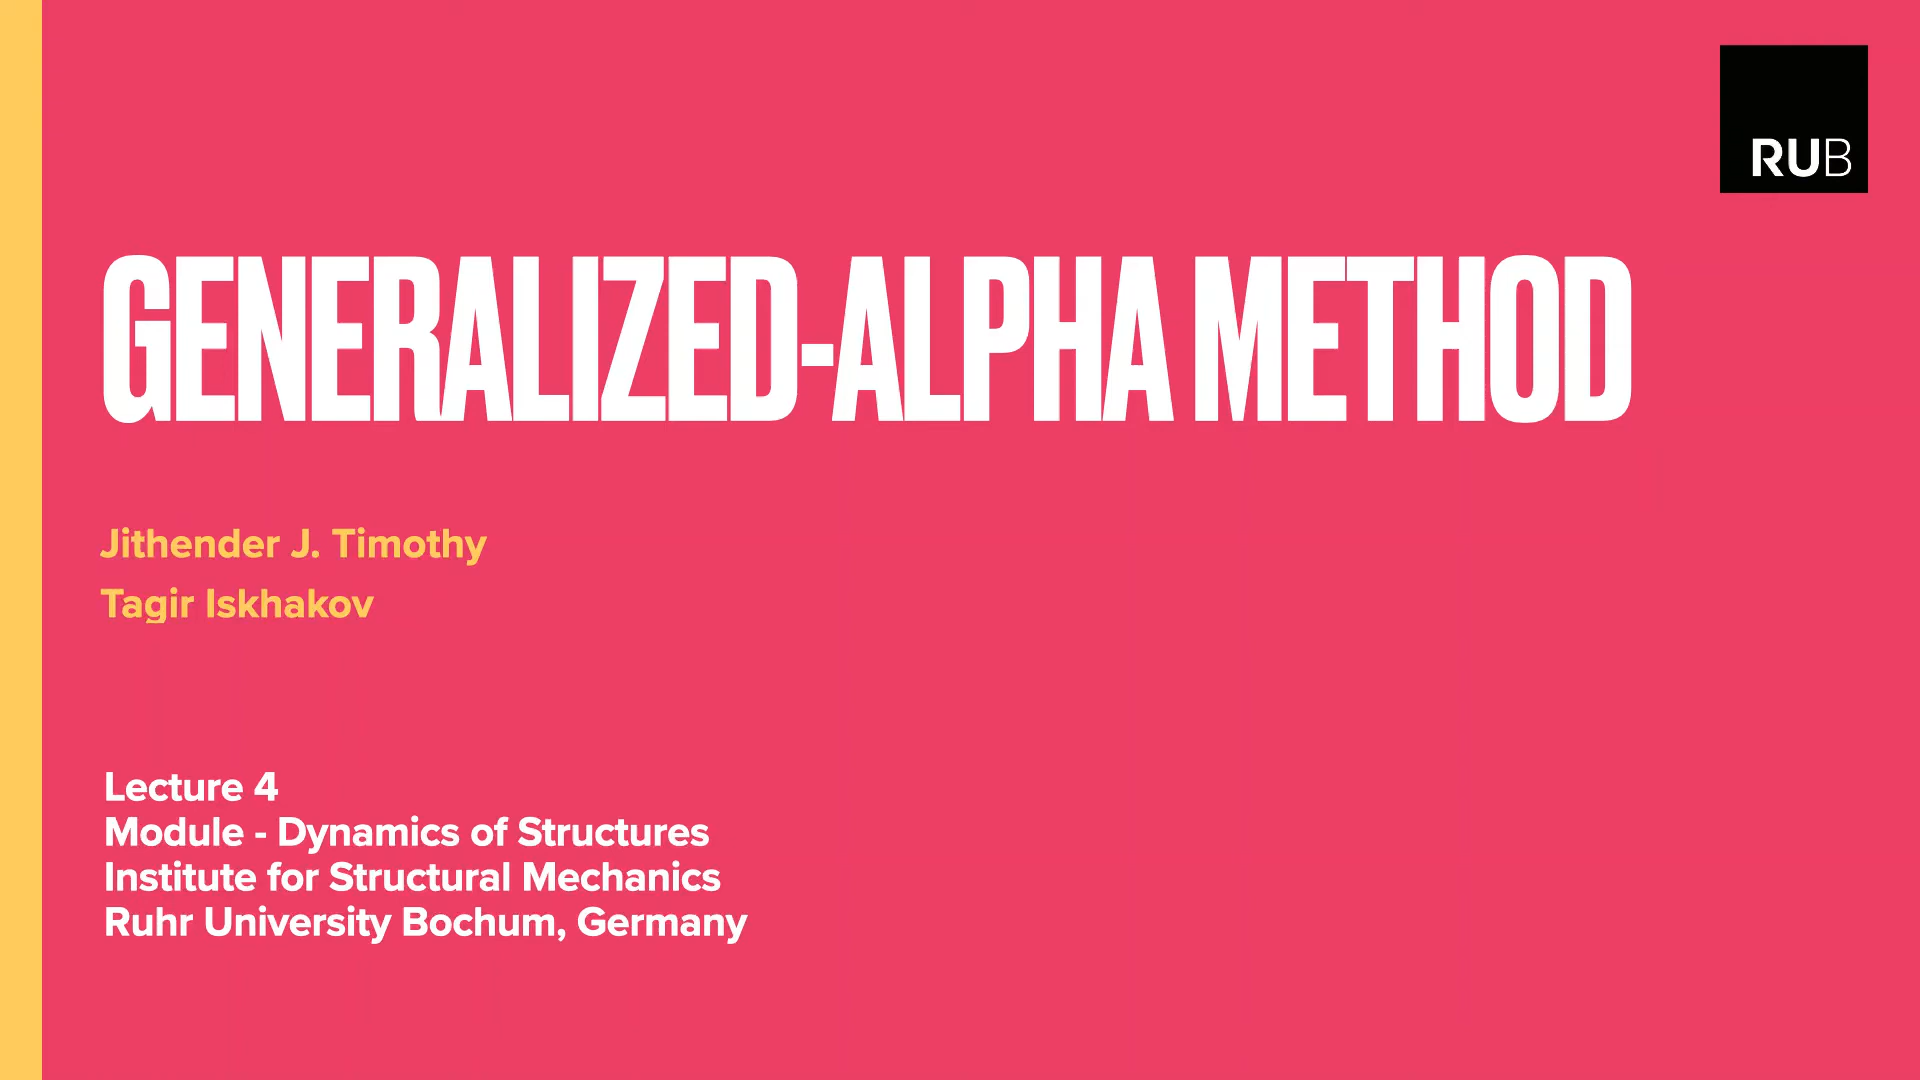 RUB
GENERALIZED-ALPHA METHOD
Jithender J. Timothy
Tagir Iskhakov
Lecture 4
Module - Dynamics of Structures
Institute for Structural Mechanics
Ruhr University Bochum, Germany